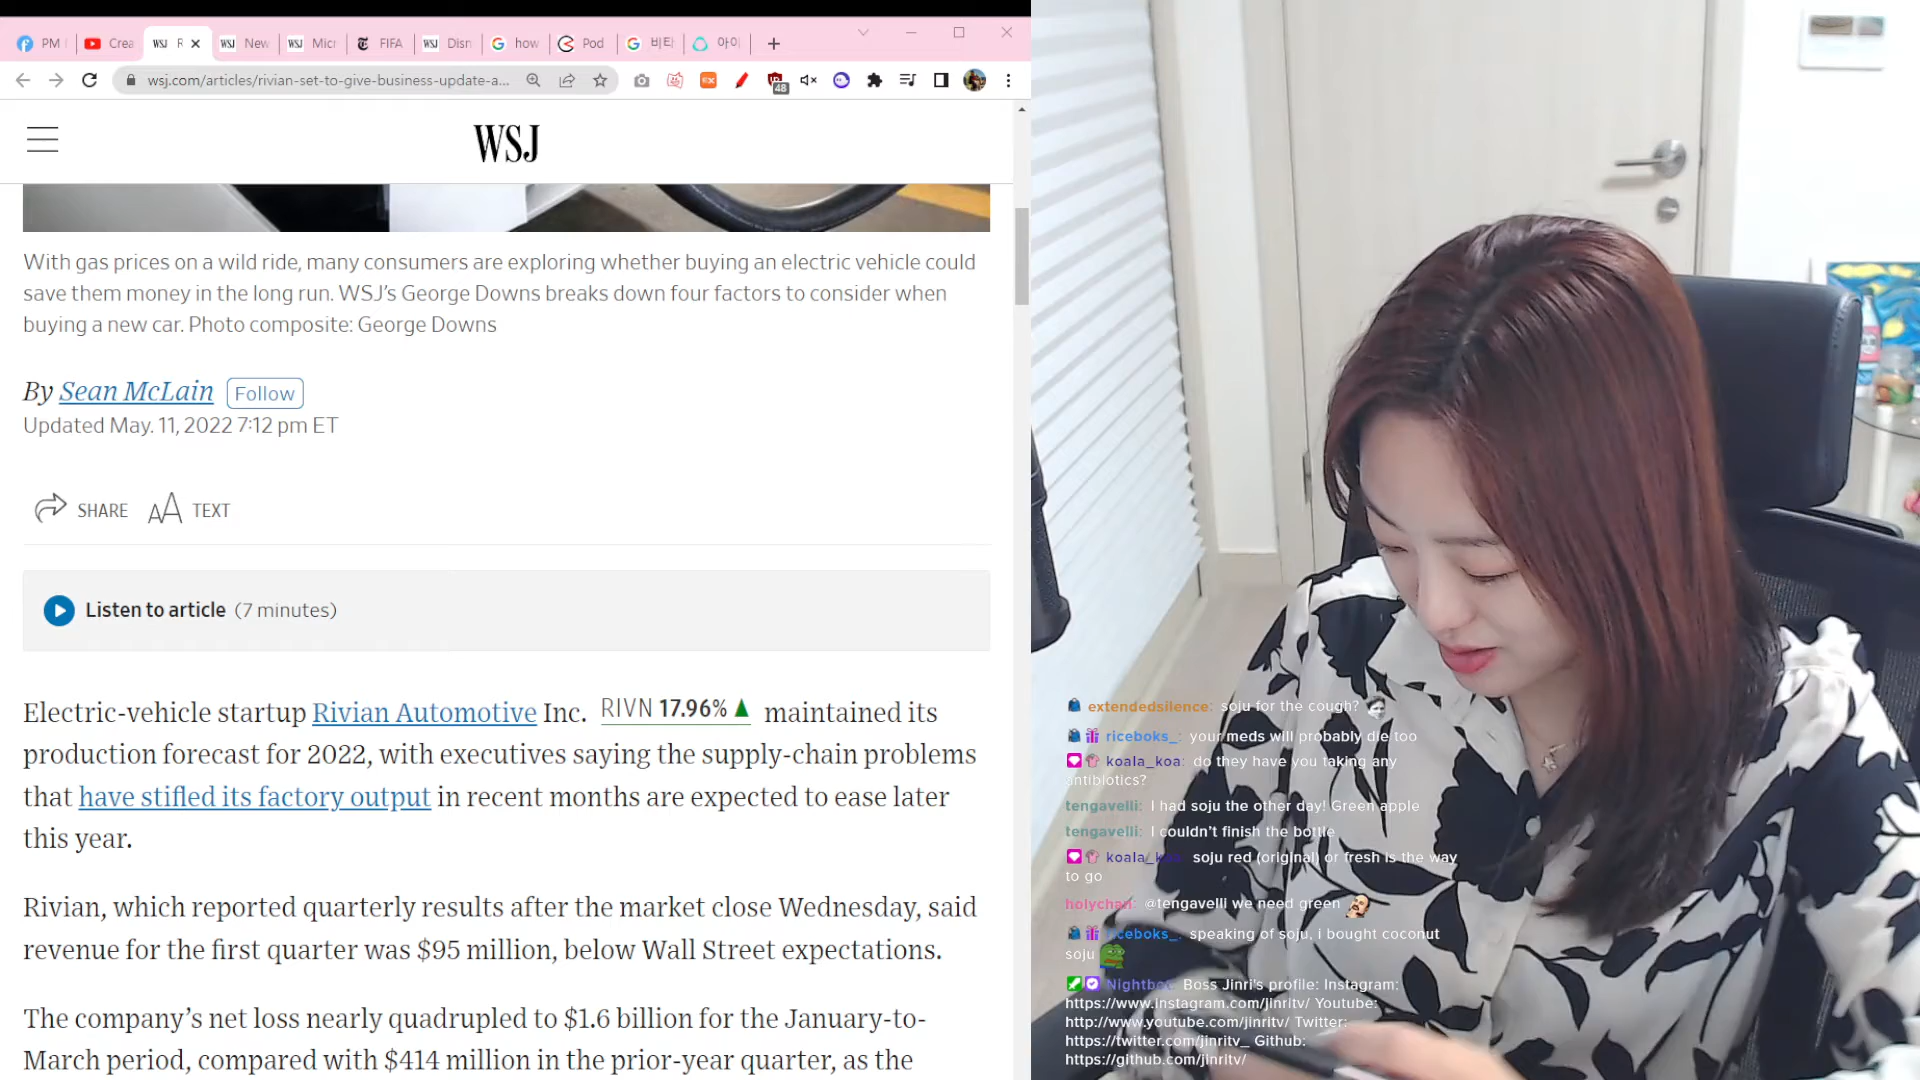 PM
Crea
WSJ R
WSJ New
WSJ Micr
FIFA
WSJ Disn
how
Pod
비타
아이
wsj.com/articles/rivian-set-to-give-business-update-a...
48
WSJ
With gas prices on a wild ride, many consumers are exploring whether buying an electric vehicle could
save them money in the long run. WSJ’s George Downs breaks down four factors to consider when
buying a new car. Photo composite: George Downs
By Sean McLain Follow
Updated May. 11, 2022 7:12 pm ET
SHARE AA TEXT
Listen to article (7 minutes)
Electric-vehicle startup Rivian Automotive Inc. RIVN 17.96% ▲ maintained its
production forecast for 2022, with executives saying the supply-chain problems
that have stifled its factory output in recent months are expected to ease later
this year.
Rivian, which reported quarterly results after the market close Wednesday, said
revenue for the first quarter was $95 million, below Wall Street expectations.
The company’s net loss nearly quadrupled to $1.6 billion for the January-to-
March period, compared with $414 million in the prior-year quarter, as the
extendedsilence: soju for the cough?
riceboks_: your meds will probably die too
koala_koa: do they have you taking any
antibiotics?
tengavelli: I had soju the other day! Green apple
tengavelli: I couldn’t finish the bottle
koala_koa: soju red (original) or fresh is the way
to go
holychan: @tengavelli we need green
riceboks_: speaking of soju, i bought coconut
soju
Nightbot: Boss Jinri's profile: Instagram:
https://www.instagram.com/jinritv/ Youtube:
http://www.youtube.com/jinritv/ Twitter:
https://twitter.com/jinritv_ Github:
https://github.com/jinritv/